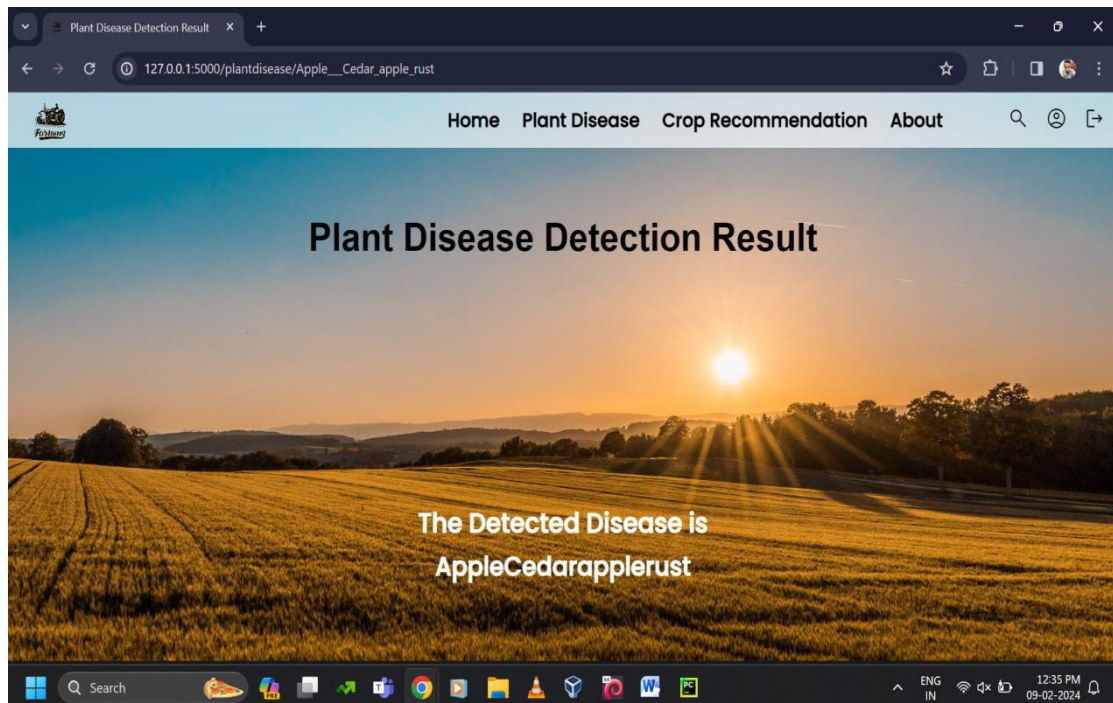 Plant Disease Detection Result
127.0.0.1:5000/plantdisease/Apple___Cedar_apple_rust
Home Plant Disease Crop Recommendation About
Plant Disease Detection Result
The Detected Disease is
AppleCedarapplerust
Search
PRE
ENG
IN
12:35 PM
09-02-2024